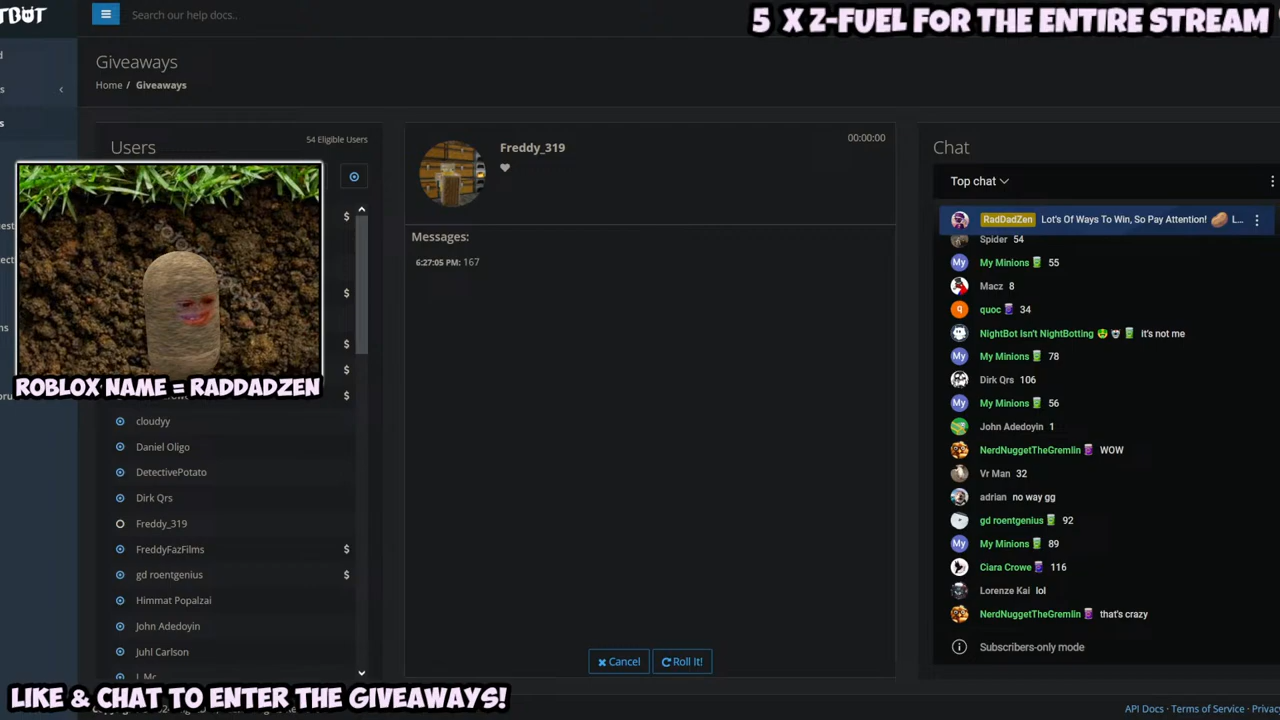 TBOT
Search our help docs..
5 X Z-FUEL FOR THE ENTIRE STREAM
Giveaways
Home / Giveaways
Users
54 Eligible Users
$
$
$
$
$
ROBLOX NAME = RADDADZEN
cloudyy
Daniel Oligo
DetectivePotato
Dirk Qrs
Freddy_319
FreddyFazFilms $
gd roentgenius $
Himmat Popalzai
John Adedoyin
Juhl Carlson
Freddy_319
00:00:00
Messages:
6:27:05 PM: 167
Cancel
Roll It!
Chat
Top chat
RadDadZen Lot's Of Ways To Win, So Pay Attention! L...
Spider 54
My My Minions 55
Macz 8
q quoc 34
NightBot Isn't NightBotting it's not me
My My Minions 78
Dirk Qrs 106
My My Minions 56
John Adedoyin 1
NerdNuggetTheGremlin WOW
Vr Man 32
adrian no way gg
gd roentgenius 92
My My Minions 89
Ciara Crowe 116
Lorenze Kai lol
NerdNuggetTheGremlin that's crazy
Subscribers-only mode
LIKE & CHAT TO ENTER THE GIVEAWAYS!
API Docs - Terms of Service - Privac